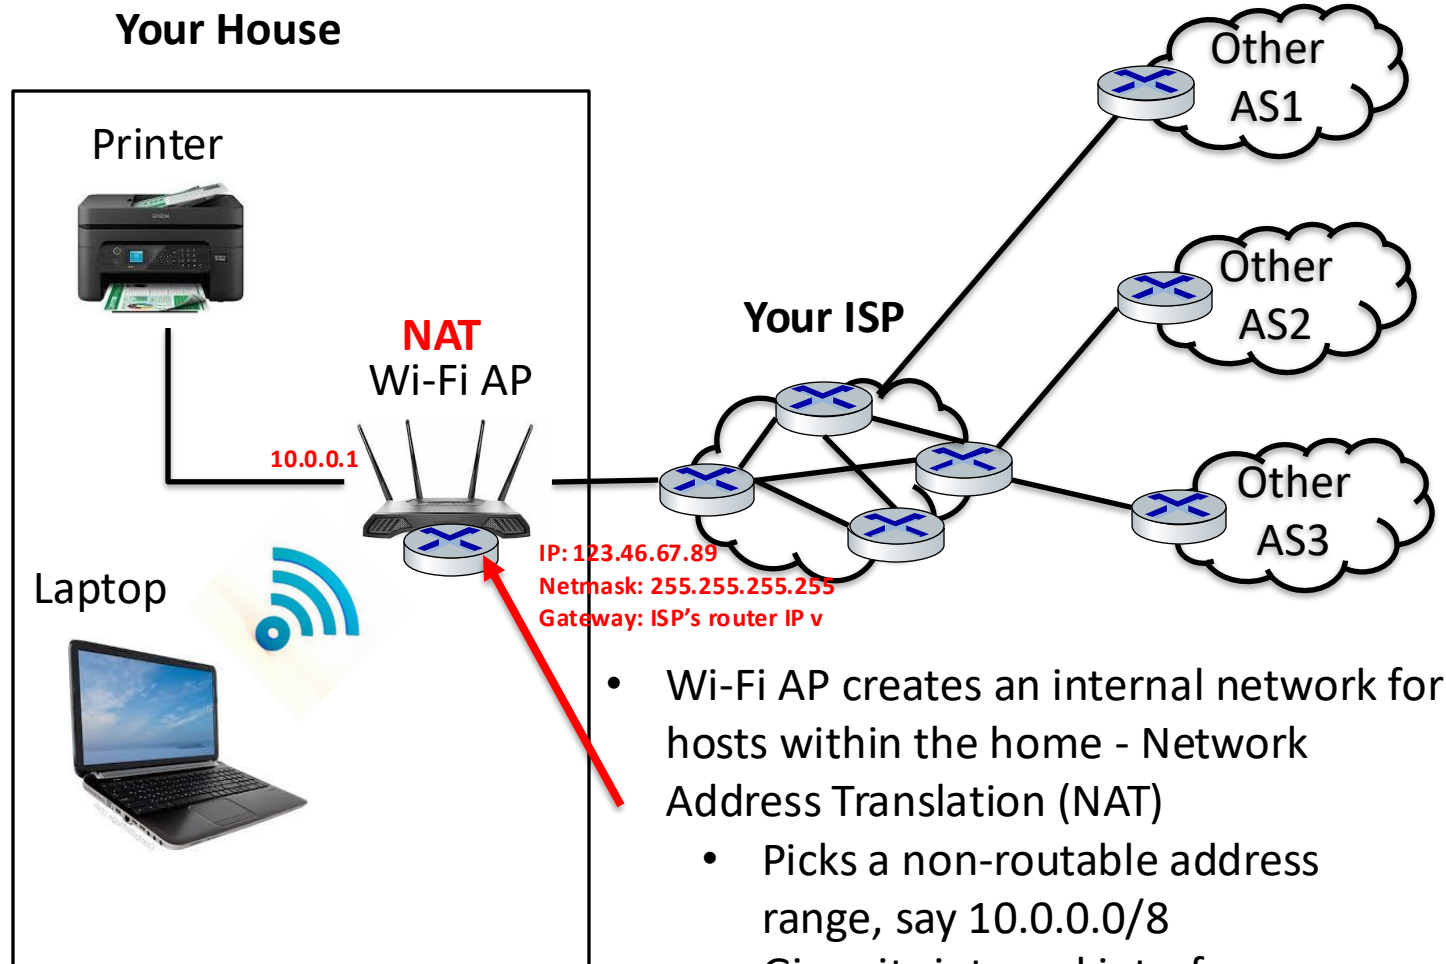 Your House
Printer
NAT
Wi-Fi AP
10.0.0.1
Laptop
IP: 123.46.67.89
Netmask: 255.255.255.255
Gateway: ISP's router IP v
Your ISP
Other
AS1
Other
AS2
Other
AS3
• Wi-Fi AP creates an internal network for
hosts within the home - Network
Address Translation (NAT)
• Picks a non-routable address
range, say 10.0.0.0/8